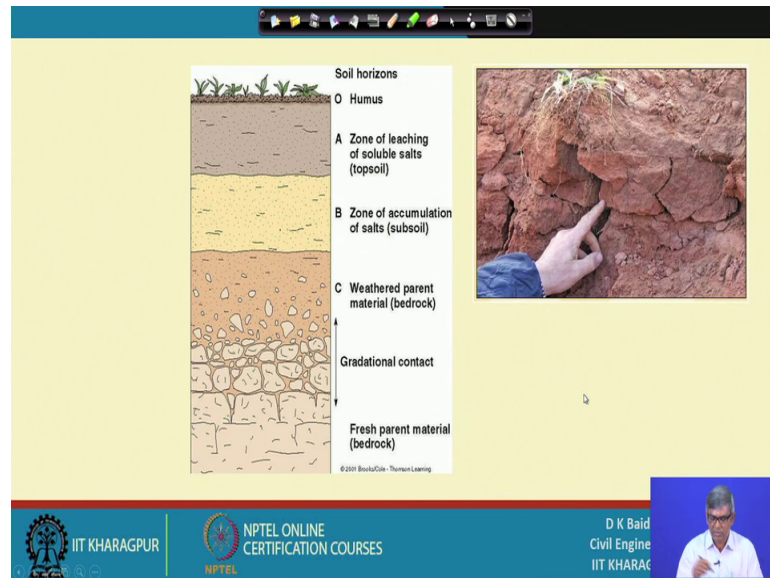 Soil horizons
O Humus
A Zone of leaching
of soluble salts
(topsoil)
B Zone of accumulation
of salts (subsoil)
C Weathered parent
material (bedrock)
Gradational contact
Fresh parent material
(bedrock)
© 2001 Brooks/Cole - Thomson Learning
IIT KHARAGPUR
NPTEL
NPTEL ONLINE
CERTIFICATION COURSES
D K Baid
Civil Engine
IIT KHARAG